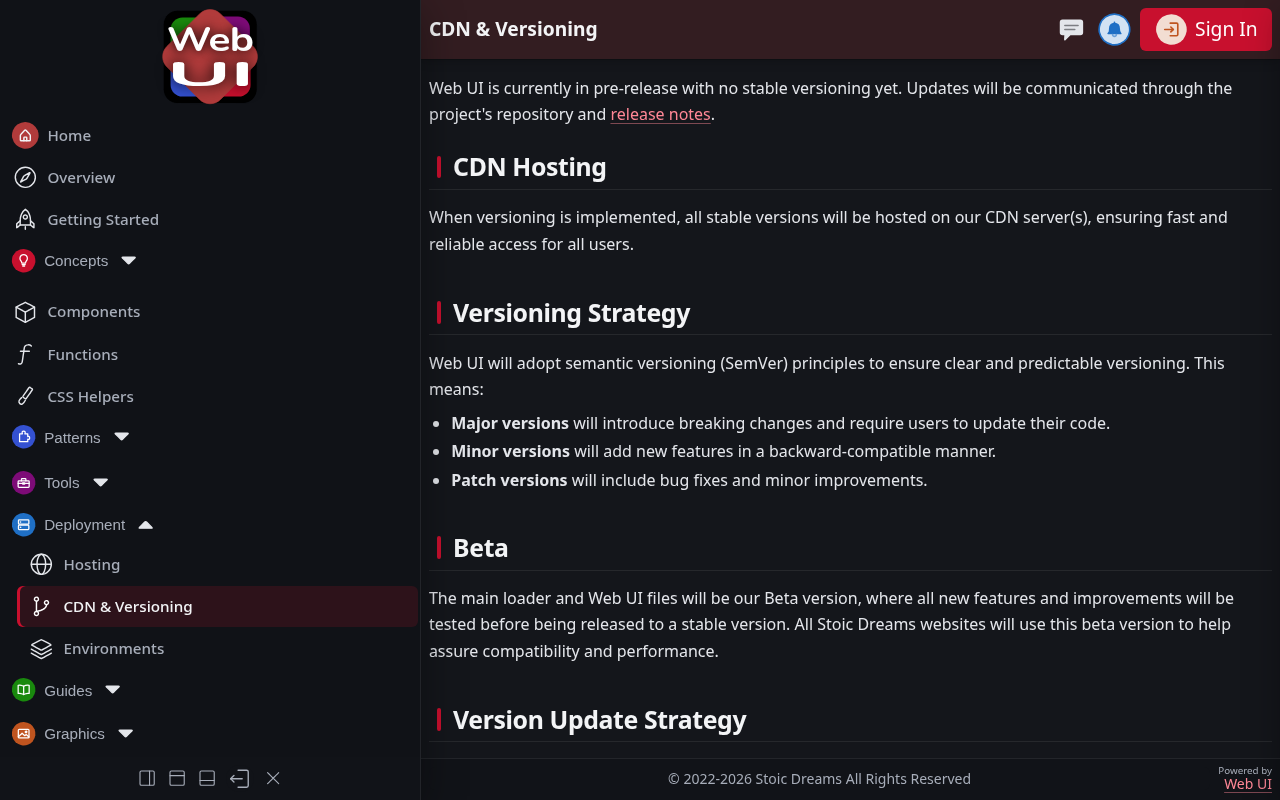 Web
UI
Home
Overview
Getting Started
Concepts
Components
Functions
CSS Helpers
Patterns
Tools
Deployment
Hosting
CDN & Versioning
Environments
Guides
Graphics
CDN & Versioning
Sign In
Web UI is currently in pre-release with no stable versioning yet. Updates will be communicated through the
project's repository and release notes.
CDN Hosting
When versioning is implemented, all stable versions will be hosted on our CDN server(s), ensuring fast and
reliable access for all users.
Versioning Strategy
Web UI will adopt semantic versioning (SemVer) principles to ensure clear and predictable versioning. This
means:
Major versions will introduce breaking changes and require users to update their code.
Minor versions will add new features in a backward-compatible manner.
Patch versions will include bug fixes and minor improvements.
Beta
The main loader and Web UI files will be our Beta version, where all new features and improvements will be
tested before being released to a stable version. All Stoic Dreams websites will use this beta version to help
assure compatibility and performance.
Version Update Strategy
© 2022-2026 Stoic Dreams All Rights Reserved
Powered by
Web UI